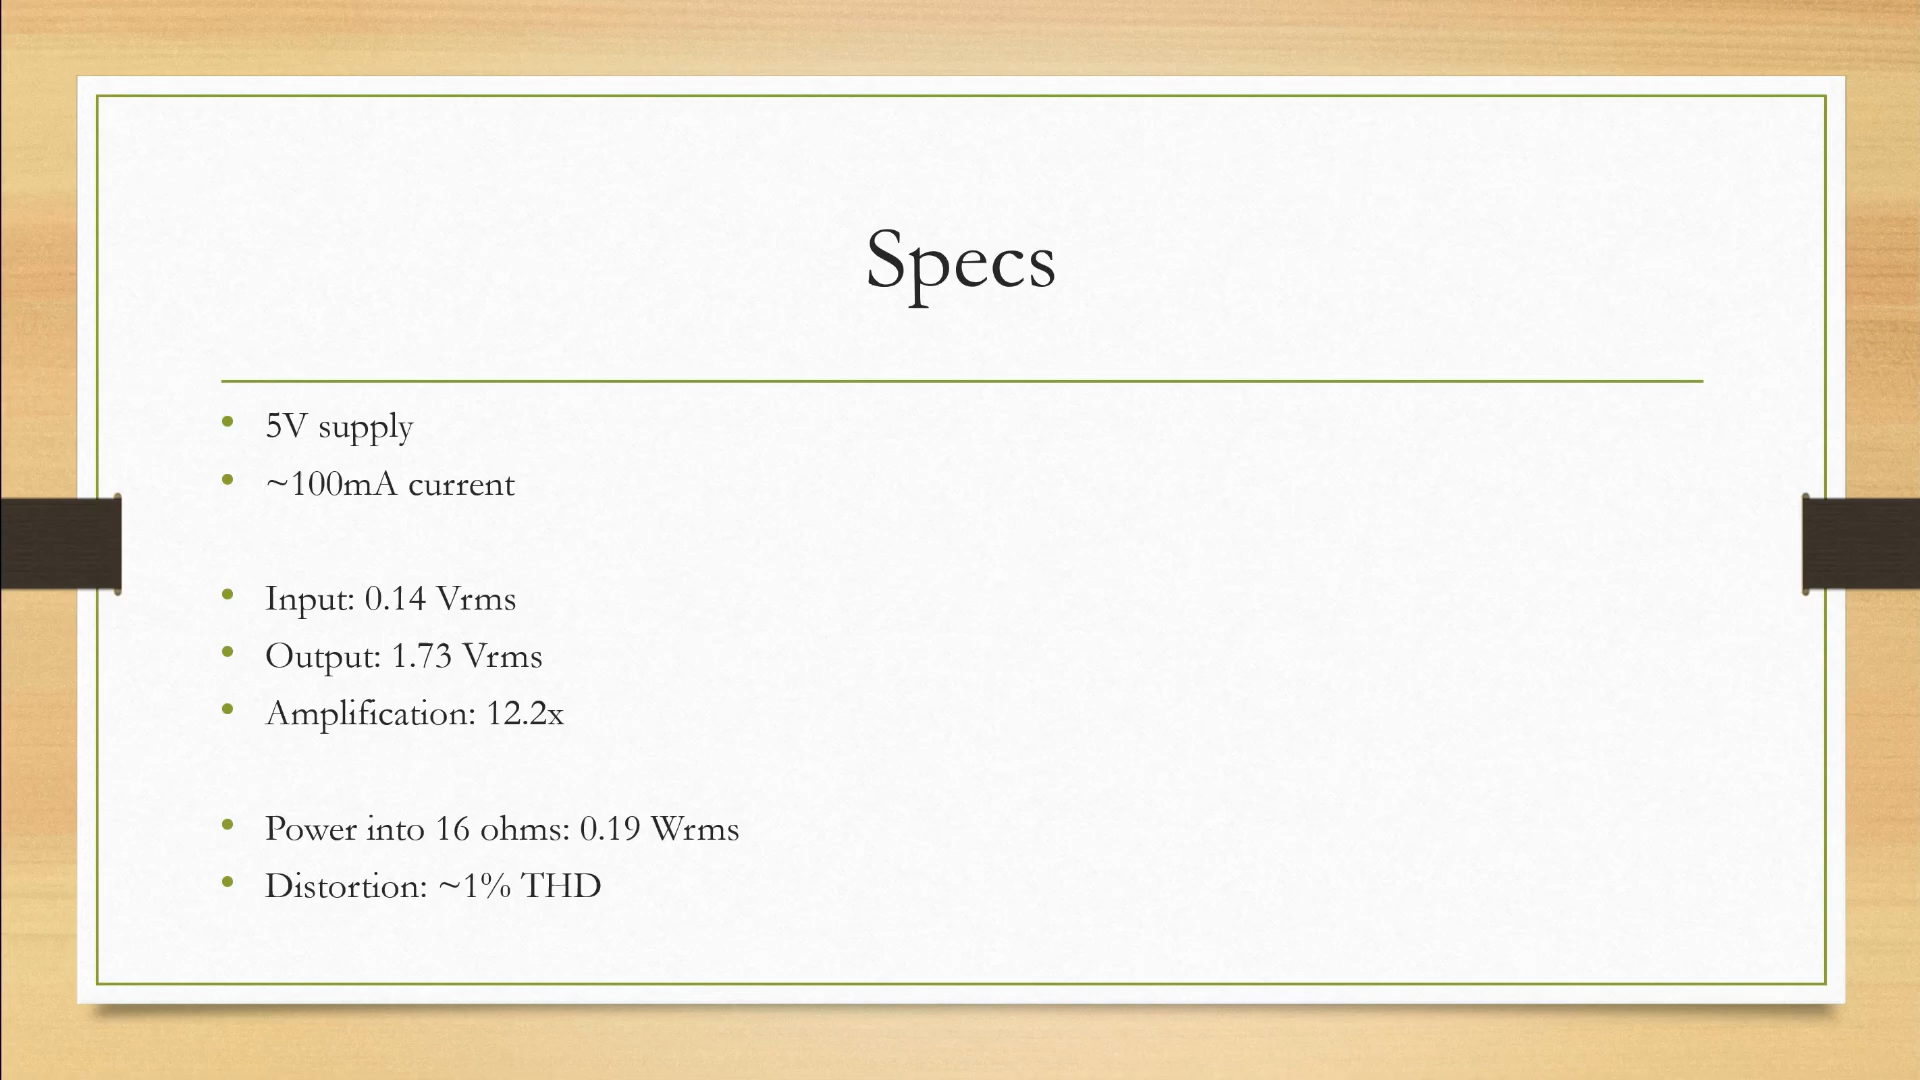 Specs
5V supply
~100mA current
Input: 0.14 Vrms
Output: 1.73 Vrms
Amplification: 12.2x
Power into 16 ohms: 0.19 Wrms
Distortion: ~1% THD